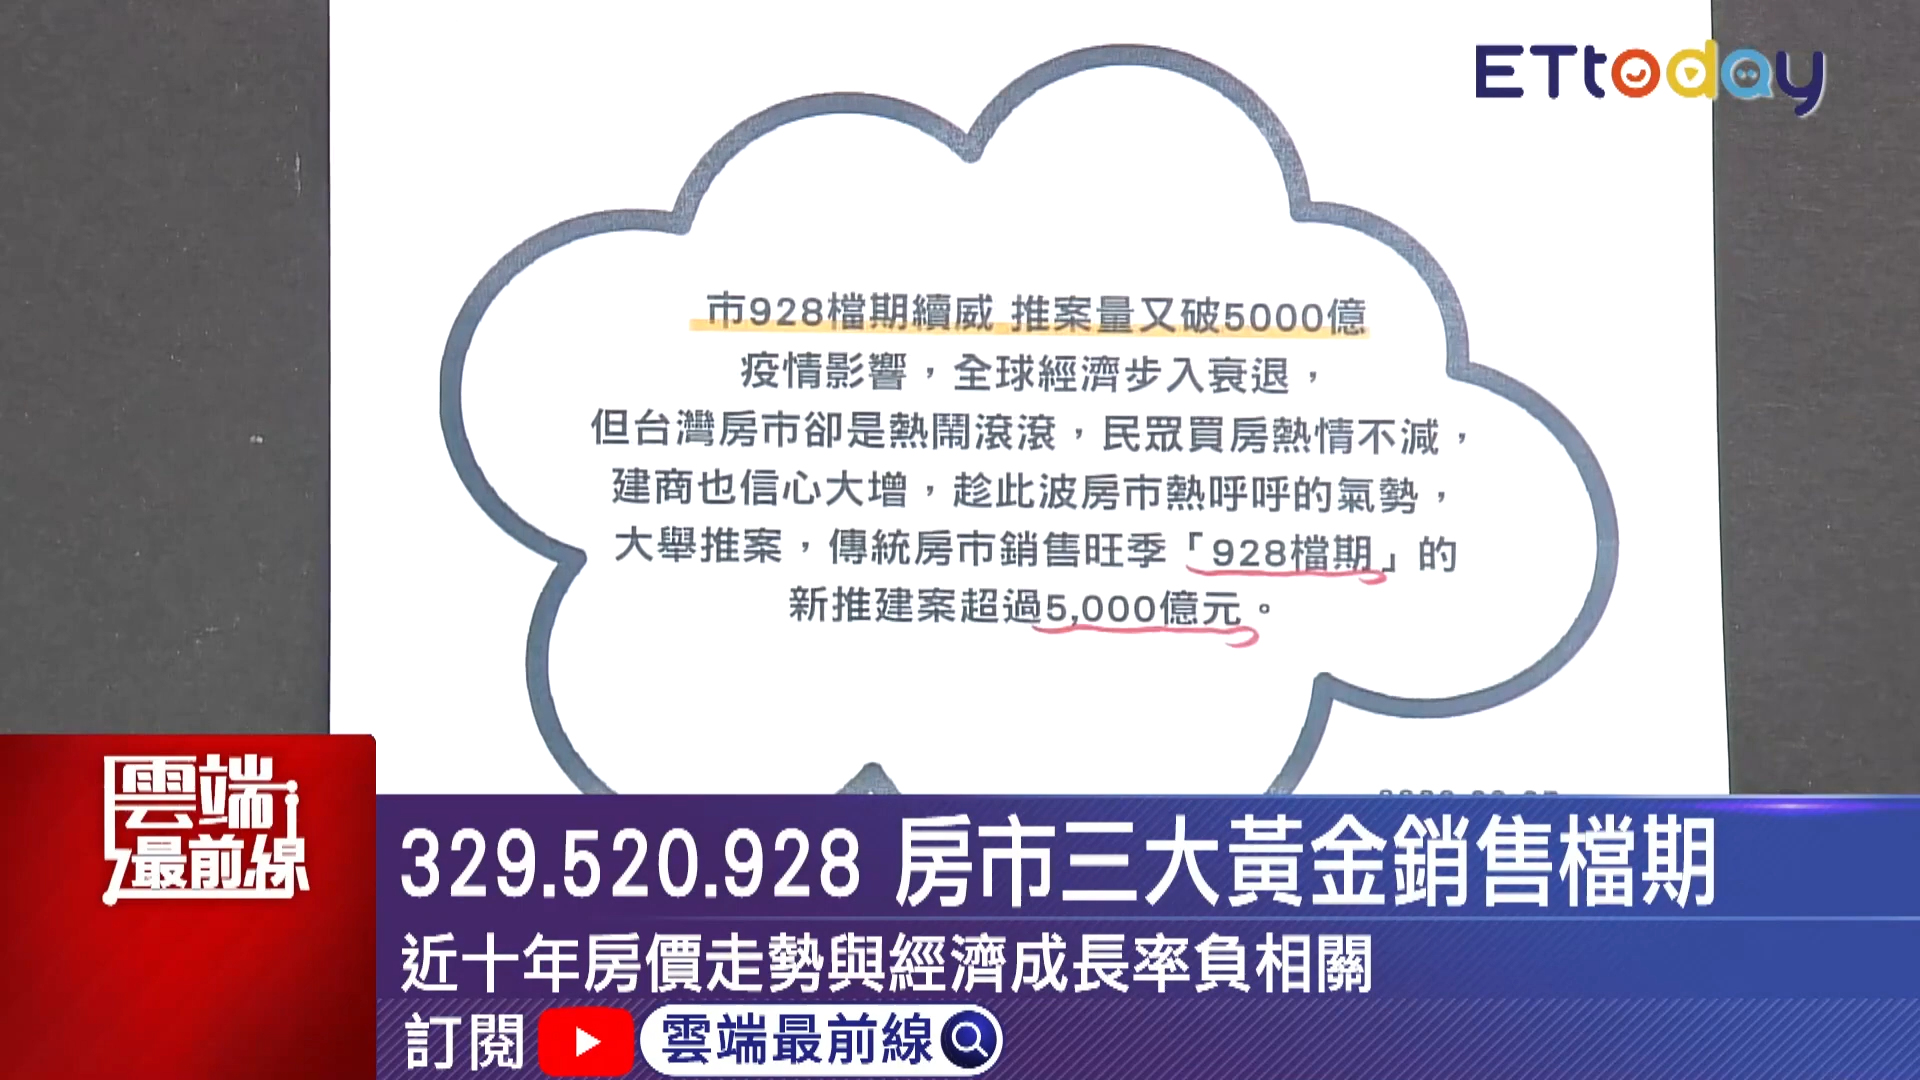 ETtoday
市928檔期續威 推案量又破5000億
疫情影響，全球經濟步入衰退，
但台灣房市卻是熱鬧滾滾，民眾買房熱情不減，
建商也信心大增，趁此波房市熱呼呼的氣勢，
大舉推案，傳統房市銷售旺季「928檔期」的
新推建案超過5,000億元。
雲端
最前線
329.520.928 房市三大黃金銷售檔期
近十年房價走勢與經濟成長率負相關
訂閱 雲端最前線